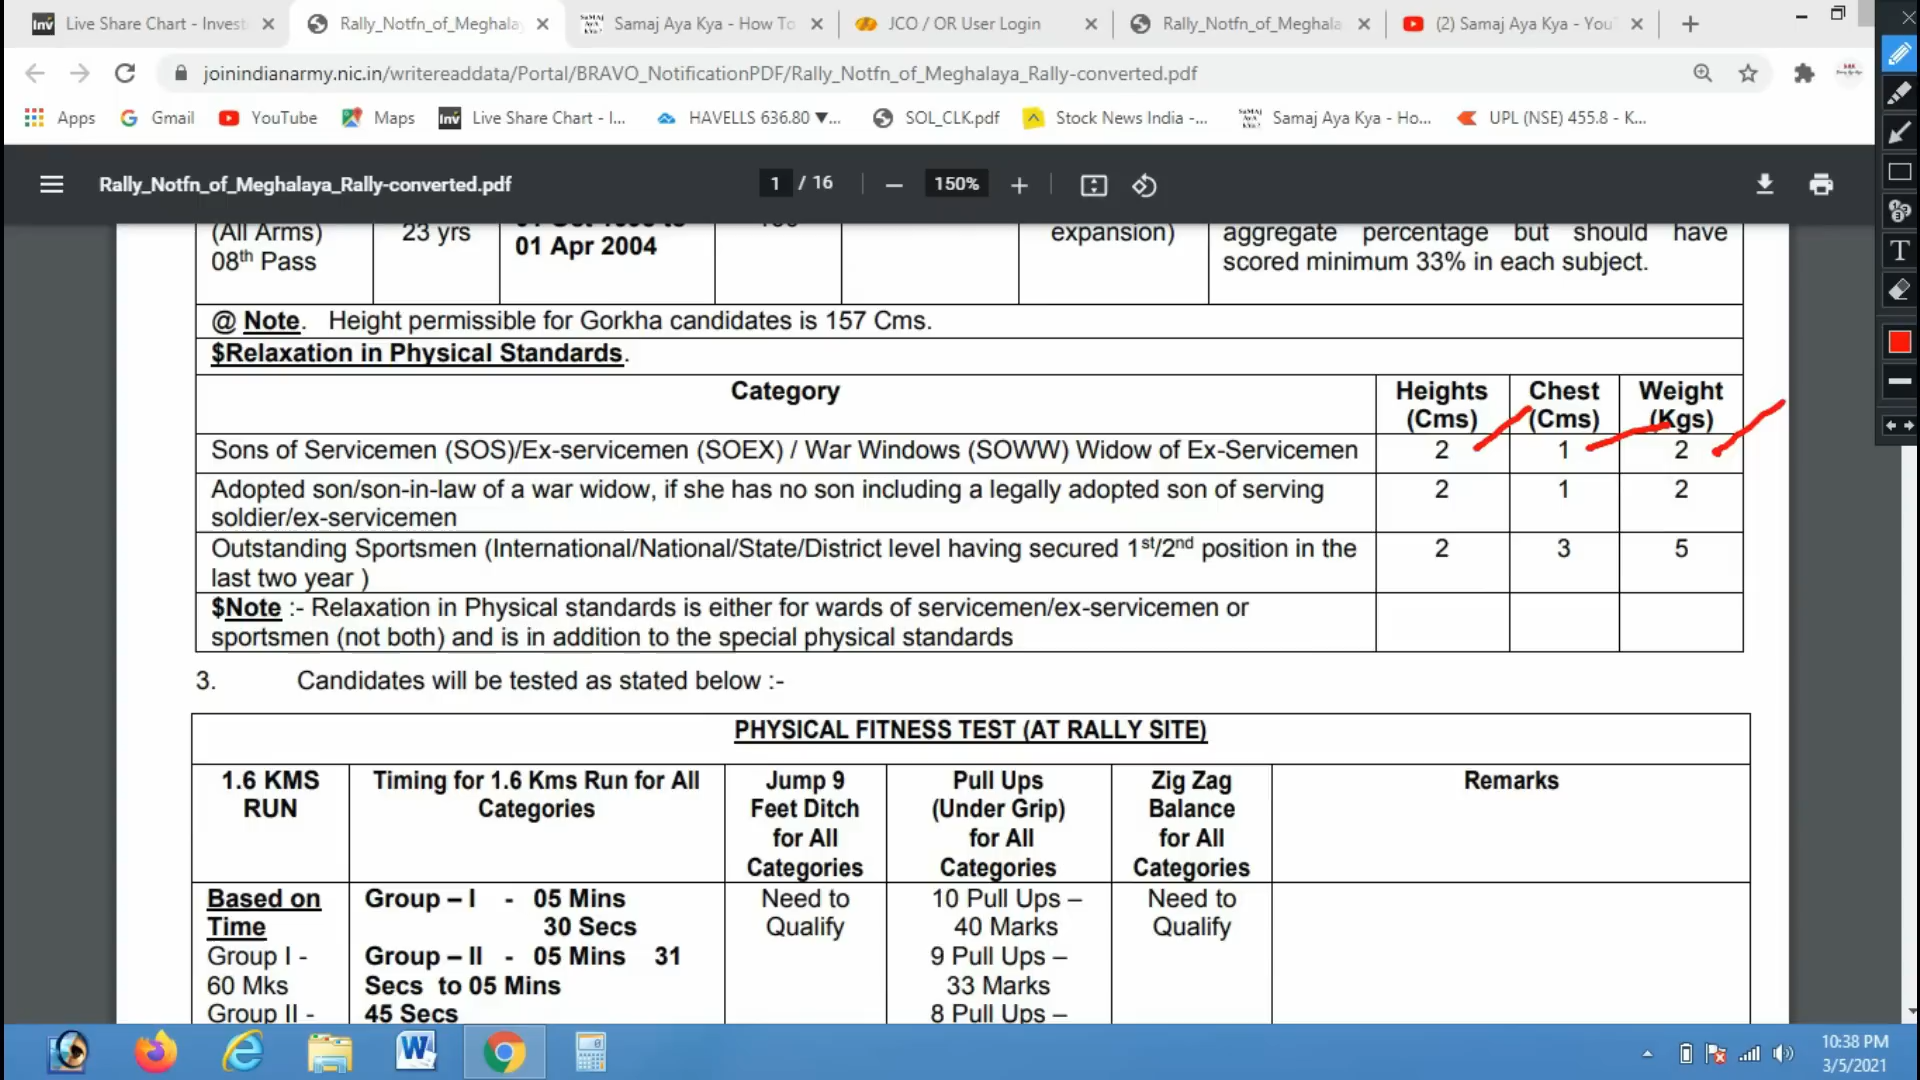 Live Share Chart - Invest
Rally_Notfn_of_Meghalay
Samaj Aya Kya - How To
JCO / OR User Login
Rally_Notfn_of_Meghala
(2) Samaj Aya Kya - You
joinindianarmy.nic.in/writereaddata/Portal/BRAVO_NotificationPDF/Rally_Notfn_of_Meghalaya_Rally-converted.pdf
Apps
Gmail
YouTube
Maps
Live Share Chart - I...
HAVELLS 636.80 ▼...
SOL_CLK.pdf
Stock News India -...
Samaj Aya Kya - Ho...
UPL (NSE) 455.8 - K...
Rally_Notfn_of_Meghalaya_Rally-converted.pdf
1 / 16
150%
(All Arms) 23 yrs expansion) aggregate percentage but should have
08th Pass 01 Apr 2004 scored minimum 33% in each subject.
@ Note. Height permissible for Gorkha candidates is 157 Cms.
$Relaxation in Physical Standards.
Category Heights Chest Weight
(Cms) (Cms) (Kgs)
Sons of Servicemen (SOS)/Ex-servicemen (SOEX) / War Windows (SOWW) Widow of Ex-Servicemen 2 1 2
Adopted son/son-in-law of a war widow, if she has no son including a legally adopted son of serving 2 1 2
soldier/ex-servicemen
Outstanding Sportsmen (International/National/State/District level having secured 1st/2nd position in the 2 3 5
last two year )
$Note :- Relaxation in Physical standards is either for wards of servicemen/ex-servicemen or
sportsmen (not both) and is in addition to the special physical standards
3. Candidates will be tested as stated below :-
PHYSICAL FITNESS TEST (AT RALLY SITE)
1.6 KMS Timing for 1.6 Kms Run for All Jump 9 Pull Ups Zig Zag Remarks
RUN Categories Feet Ditch (Under Grip) Balance
for All for All for All
Categories Categories Categories
Based on Group – I - 05 Mins Need to 10 Pull Ups – Need to
Time 30 Secs Qualify 40 Marks Qualify
Group I - Group – II - 05 Mins 31 9 Pull Ups –
60 Mks Secs to 05 Mins 33 Marks
Group II - 45 Secs 8 Pull Ups –
10:38 PM
3/5/2021